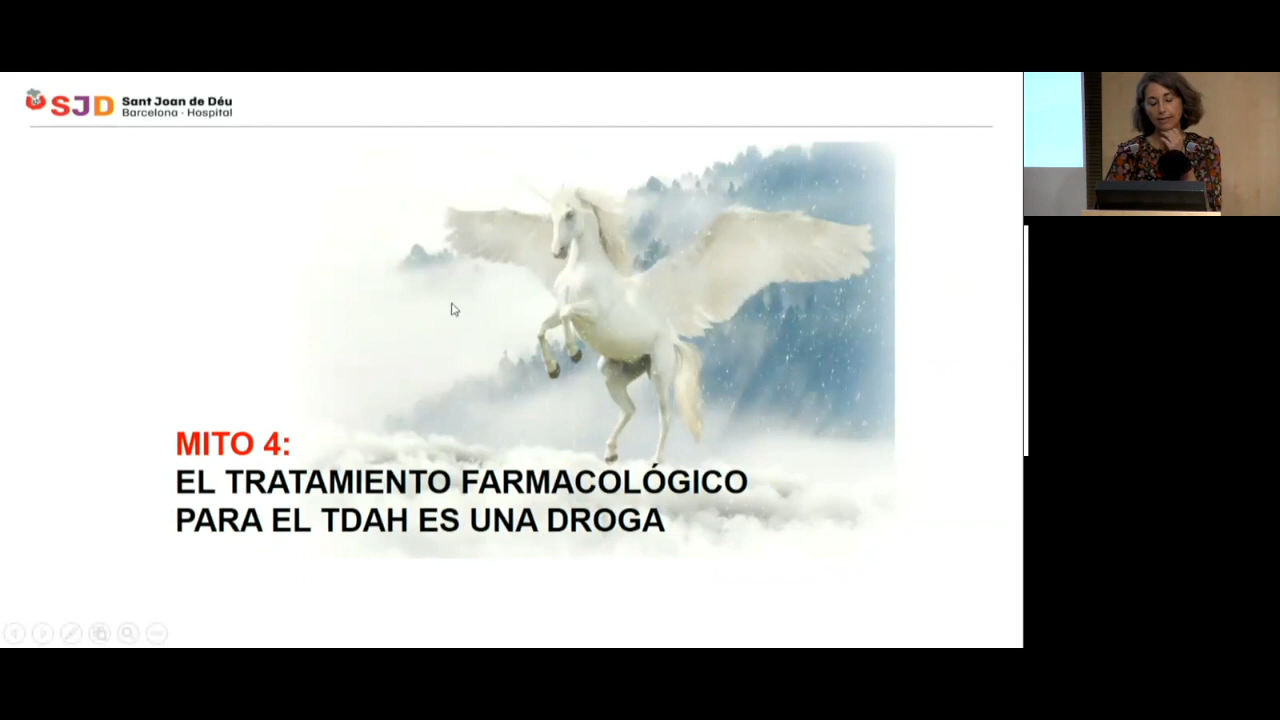 SJD Sant Joan de Déu
Barcelona · Hospital
MITO 4:
EL TRATAMIENTO FARMACOLÓGICO
PARA EL TDAH ES UNA DROGA